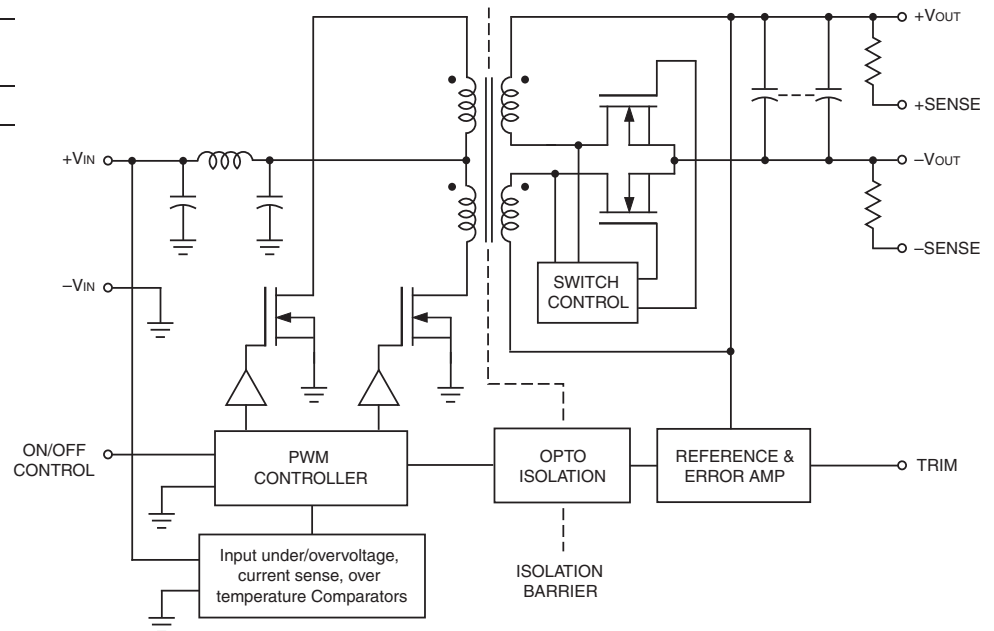 +VOUT
+SENSE
+VIN
–VOUT
–SENSE
–VIN
SWITCH
CONTROL
ON/OFF
CONTROL
PWM
CONTROLLER
OPTO
ISOLATION
REFERENCE &
ERROR AMP
TRIM
Input under/overvoltage,
current sense, over
temperature Comparators
ISOLATION
BARRIER